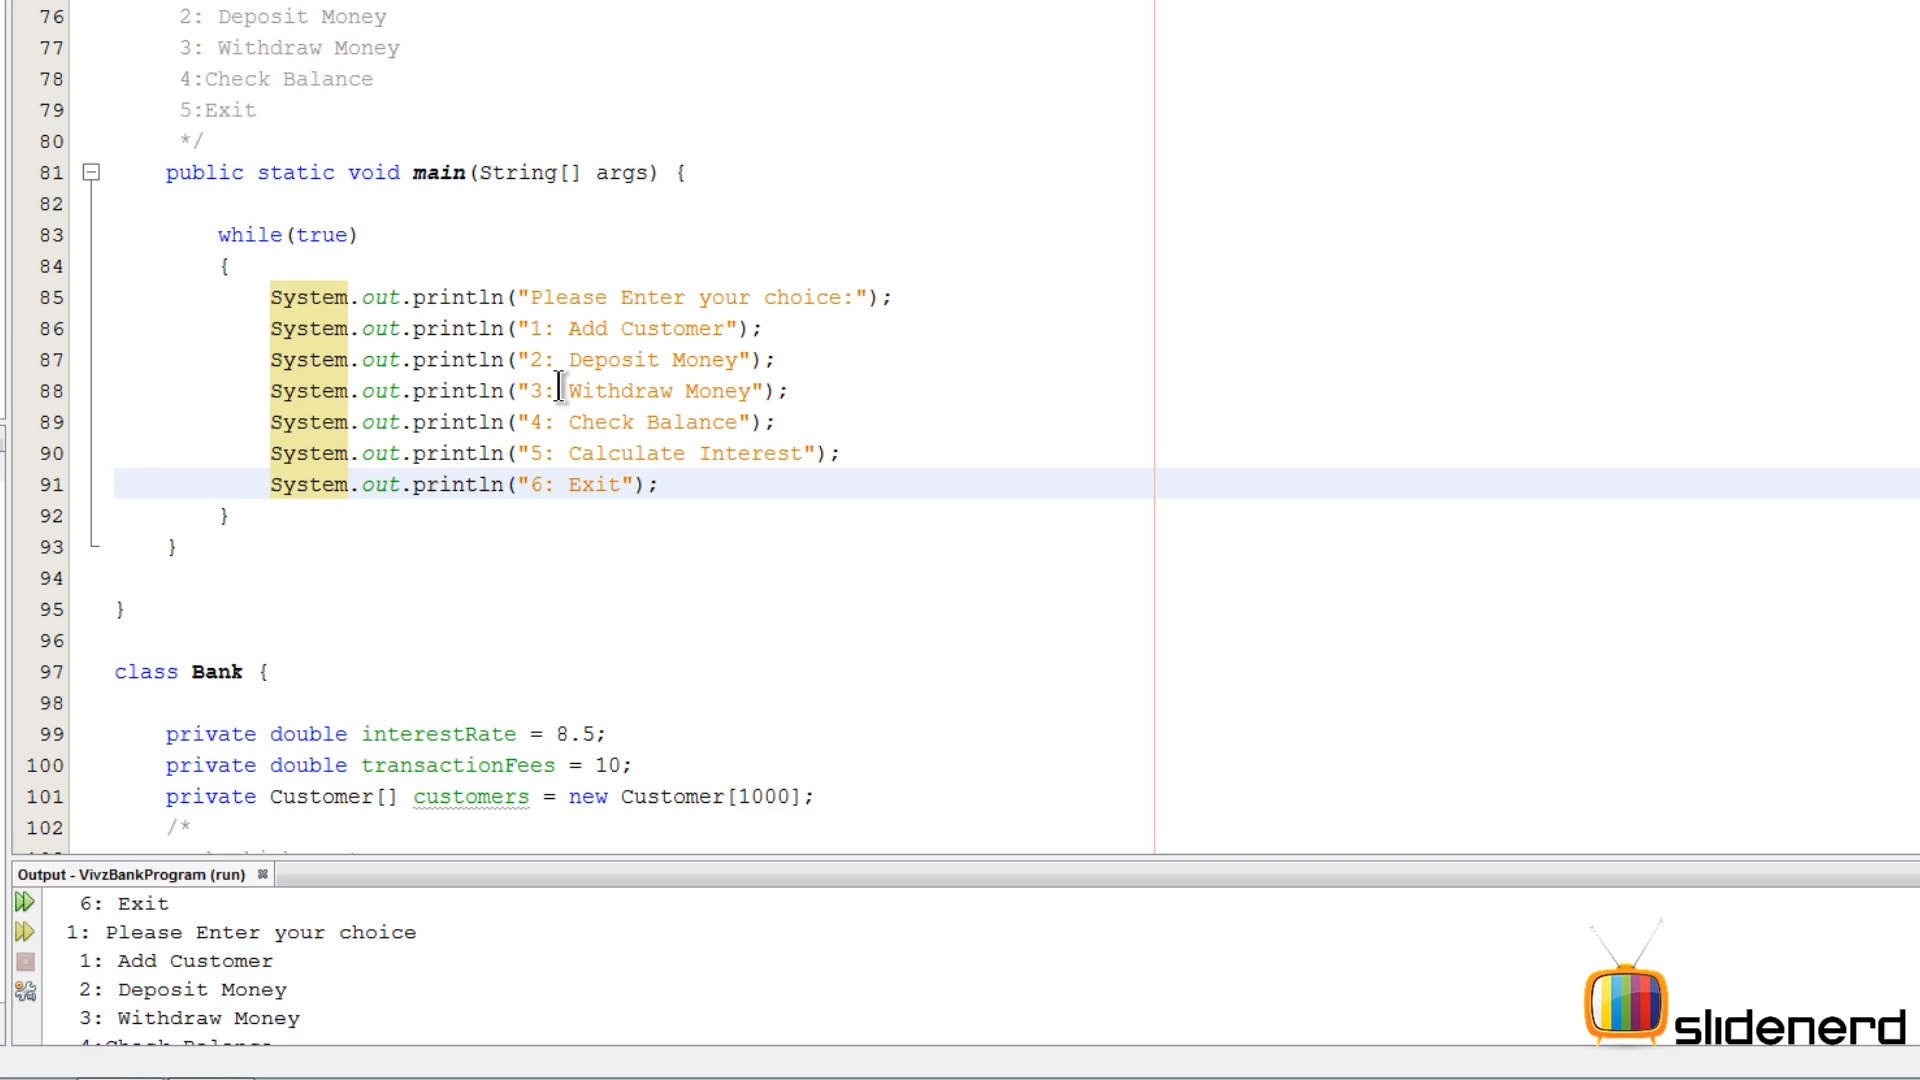 76 2: Deposit Money
77 3: Withdraw Money
78 4:Check Balance
79 5:Exit
80 */
81 public static void main(String[] args) {
82
83 while(true)
84 {
85 System.out.println("Please Enter your choice:");
86 System.out.println("1: Add Customer");
87 System.out.println("2: Deposit Money");
88 System.out.println("3: Withdraw Money");
89 System.out.println("4: Check Balance");
90 System.out.println("5: Calculate Interest");
91 System.out.println("6: Exit");
92 }
93 }
94
95 }
96
97 class Bank {
98
99 private double interestRate = 8.5;
100 private double transactionFees = 10;
101 private Customer[] customers = new Customer[1000];
102 /*
Output - VivzBankProgram (run)
6: Exit
1: Please Enter your choice
1: Add Customer
2: Deposit Money
3: Withdraw Money
4:Check Balance
slidenerd